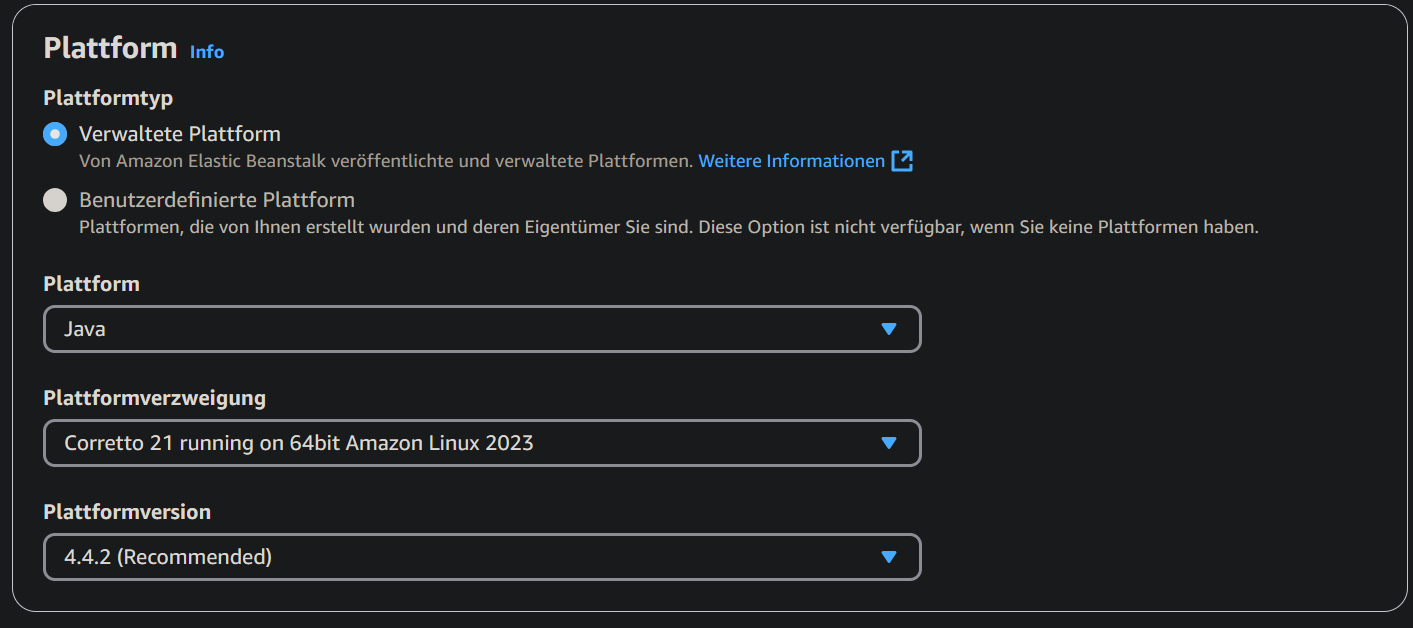 Plattform Info
Plattformtyp
Verwaltete Plattform
Von Amazon Elastic Beanstalk veröffentlichte und verwaltete Plattformen. Weitere Informationen
Benutzerdefinierte Plattform
Plattformen, die von Ihnen erstellt wurden und deren Eigentümer Sie sind. Diese Option ist nicht verfügbar, wenn Sie keine Plattformen haben.
Plattform
Java
Plattformverzweigung
Corretto 21 running on 64bit Amazon Linux 2023
Plattformversion
4.4.2 (Recommended)